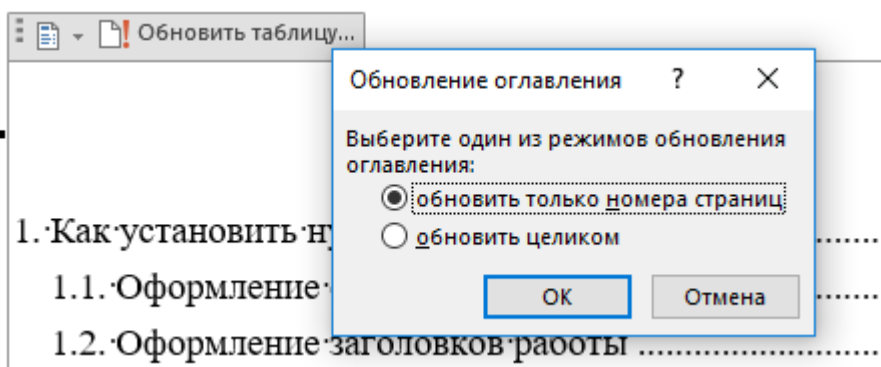 Обновить таблицу...
Обновление оглавления ? ×
Выберите один из режимов обновления
оглавления:
обновить только номера страниц
обновить целиком
ОК Отмена
1. Как установить
1.1. Оформление
1.2. Оформление заголовков работы ........................